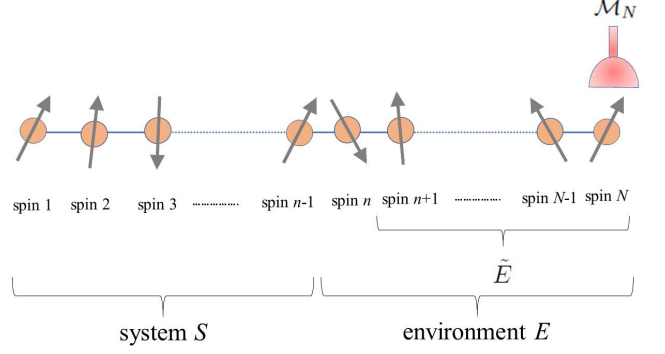 𝓜_N
spin 1 spin 2 spin 3 ................ spin n-1 spin n spin n+1 ................ spin N-1 spin N
Ẽ
system S environment E